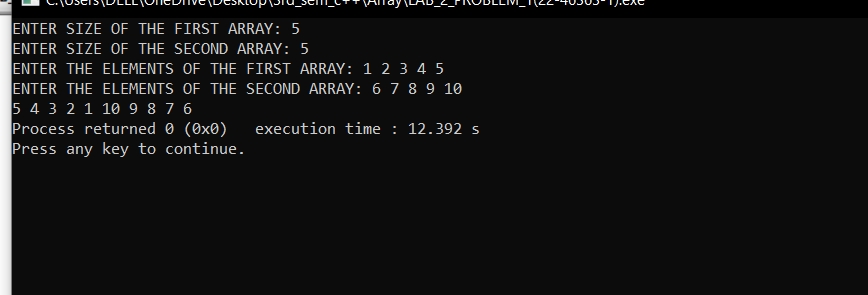 C:\Users\DELL\OneDrive\Desktop\3rd_sem_c++\Array\LAB_2_PROBLEM_1(22-46363-1).exe
ENTER SIZE OF THE FIRST ARRAY: 5
ENTER SIZE OF THE SECOND ARRAY: 5
ENTER THE ELEMENTS OF THE FIRST ARRAY: 1 2 3 4 5
ENTER THE ELEMENTS OF THE SECOND ARRAY: 6 7 8 9 10
5 4 3 2 1 10 9 8 7 6
Process returned 0 (0x0)   execution time : 12.392 s
Press any key to continue.